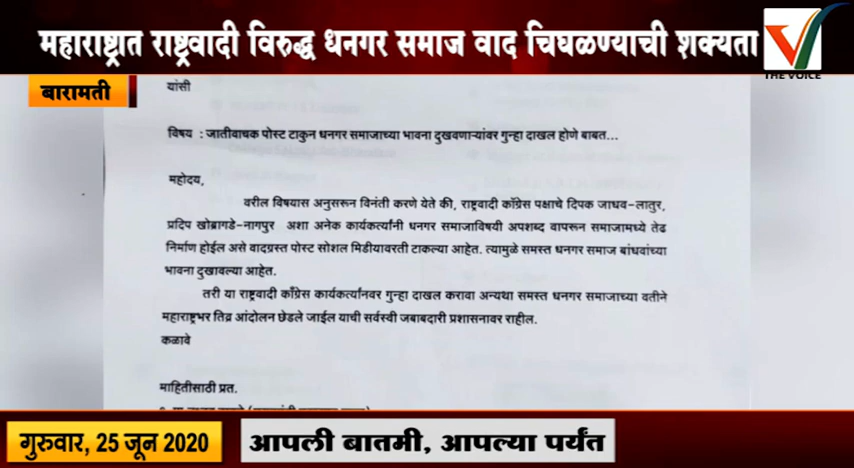 महाराष्ट्रात राष्ट्रवादी विरुद्ध धनगर समाज वाद चिघळण्याची शक्यता
THE VOICE
बारामती
यांसी
विषय : जातीवाचक पोस्ट टाकुन धनगर समाजाच्या भावना दुखवणाऱ्यांवर गुन्हा दाखल होणे बाबत...
महोदय,
वरील विषयास अनुसरून विनंती करणे येते की, राष्ट्रवादी काँग्रेस पक्षाचे दिपक जाधव-लातुर,
प्रदिप खोब्रागडे-नागपुर अशा अनेक कार्यकर्त्यांनी धनगर समाजाविषयी अपशब्द वापरून समाजामध्ये तेढ
निर्माण होईल असे वादग्रस्त पोस्ट सोशल मिडीयावरती टाकल्या आहेत. त्यामुळे समस्त धनगर समाज बांधवांच्या
भावना दुखावल्या आहेत.
तरी या राष्ट्रवादी काँग्रेस कार्यकर्त्यांनवर गुन्हा दाखल करावा अन्यथा समस्त धनगर समाजाच्या वतीने
महाराष्ट्रभर तिव्र आंदोलन छेडले जाईल याची सर्वस्वी जबाबदारी प्रशासनावर राहील.
कळावे
माहितीसाठी प्रत.
गुरुवार, 25 जून 2020
आपली बातमी, आपल्या पर्यंत